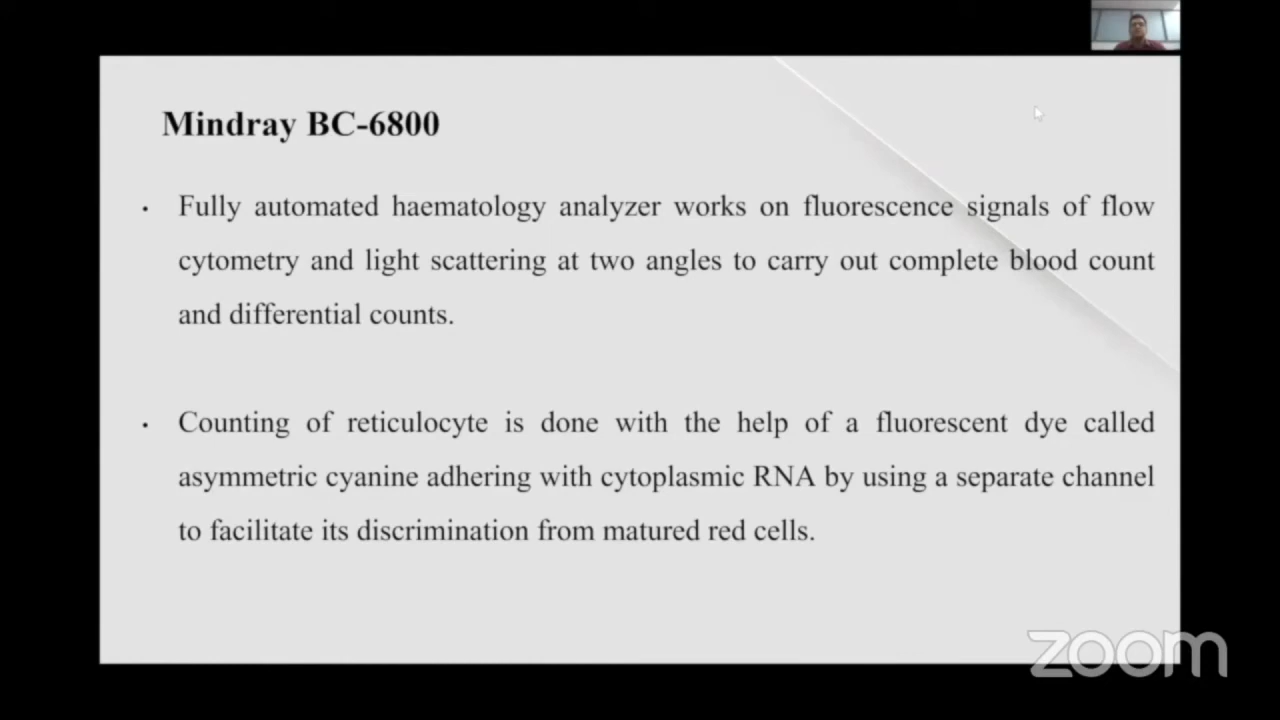 Mindray BC-6800
• Fully automated haematology analyzer works on fluorescence signals of flow
cytometry and light scattering at two angles to carry out complete blood count
and differential counts.
• Counting of reticulocyte is done with the help of a fluorescent dye called
asymmetric cyanine adhering with cytoplasmic RNA by using a separate channel
to facilitate its discrimination from matured red cells.
zoom